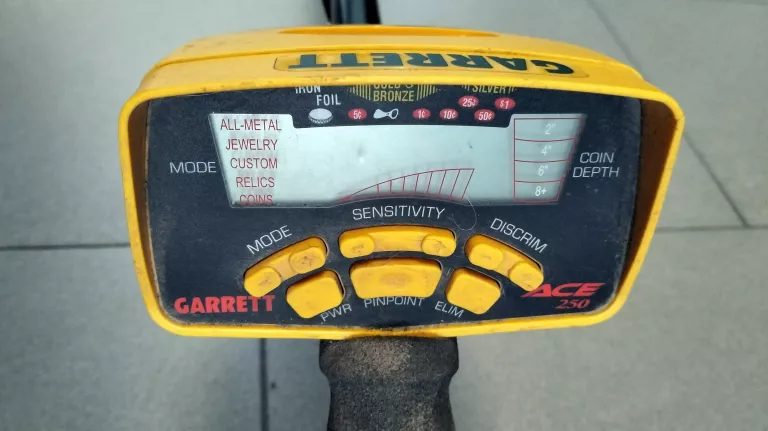 GARRETT
IRON
GOLD &
SILVER
FOIL
BRONZE
25¢
$1
5¢
1¢
10¢
50¢
ALL-METAL
JEWELRY
CUSTOM
RELICS
COINS
MODE
2"
4"
6"
8+
COIN
DEPTH
SENSITIVITY
MODE
DISCRIM
GARRETT
PWR
PINPOINT
ELIM
ACE
250